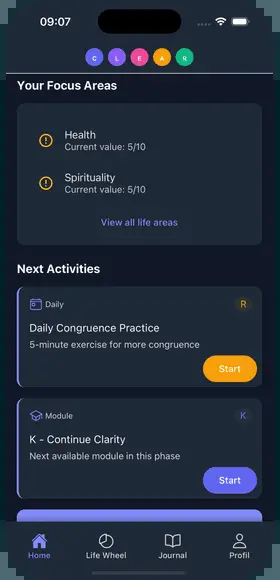 09:07
C L E A R
Your Focus Areas
Health
Current value: 5/10
Spirituality
Current value: 5/10
View all life areas
Next Activities
Daily R
Daily Congruence Practice
5-minute exercise for more congruence
Start
Module K
K - Continue Clarity
Next available module in this phase
Start
Home Life Wheel Journal Profil